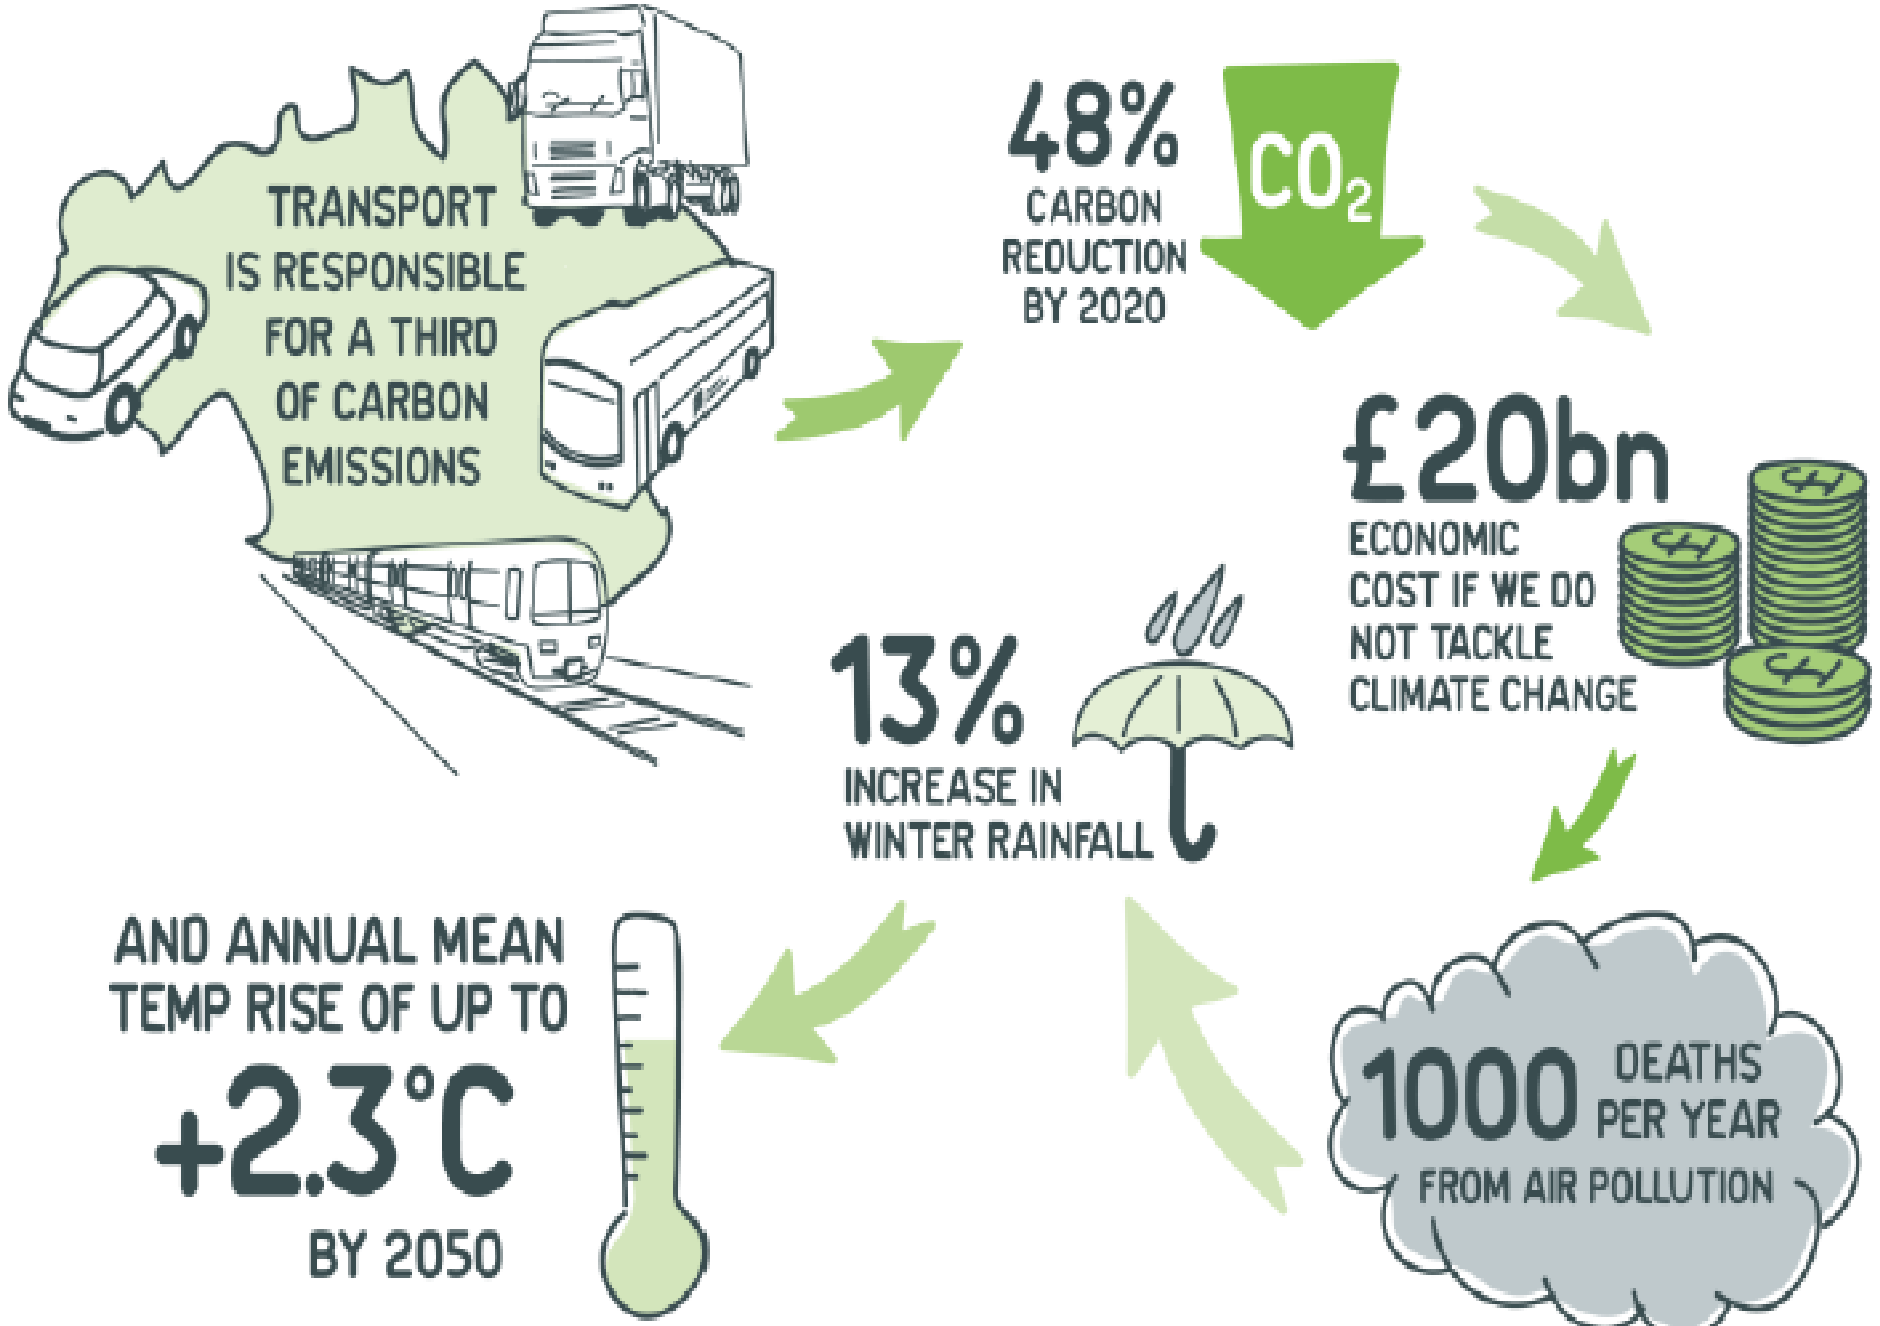 TRANSPORT
IS RESPONSIBLE
FOR A THIRD
OF CARBON
EMISSIONS
48%
CARBON
REDUCTION
BY 2020
CO₂
£20bn
ECONOMIC
COST IF WE DO
NOT TACKLE
CLIMATE CHANGE
1000 DEATHS
PER YEAR
FROM AIR POLLUTION
13%
INCREASE IN
WINTER RAINFALL
AND ANNUAL MEAN
TEMP RISE OF UP TO
+2.3°C
BY 2050